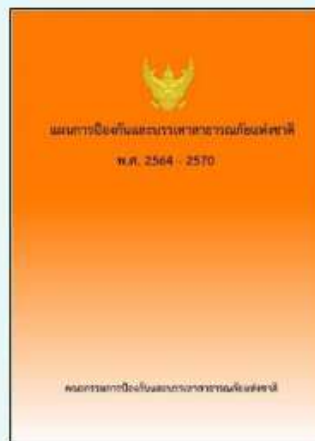 แผนการป้องกันและบรรเทาสาธารณภัยแห่งชาติ
พ.ศ. 2564 - 2570
คณะกรรมการป้องกันและบรรเทาสาธารณภัยแห่งชาติ